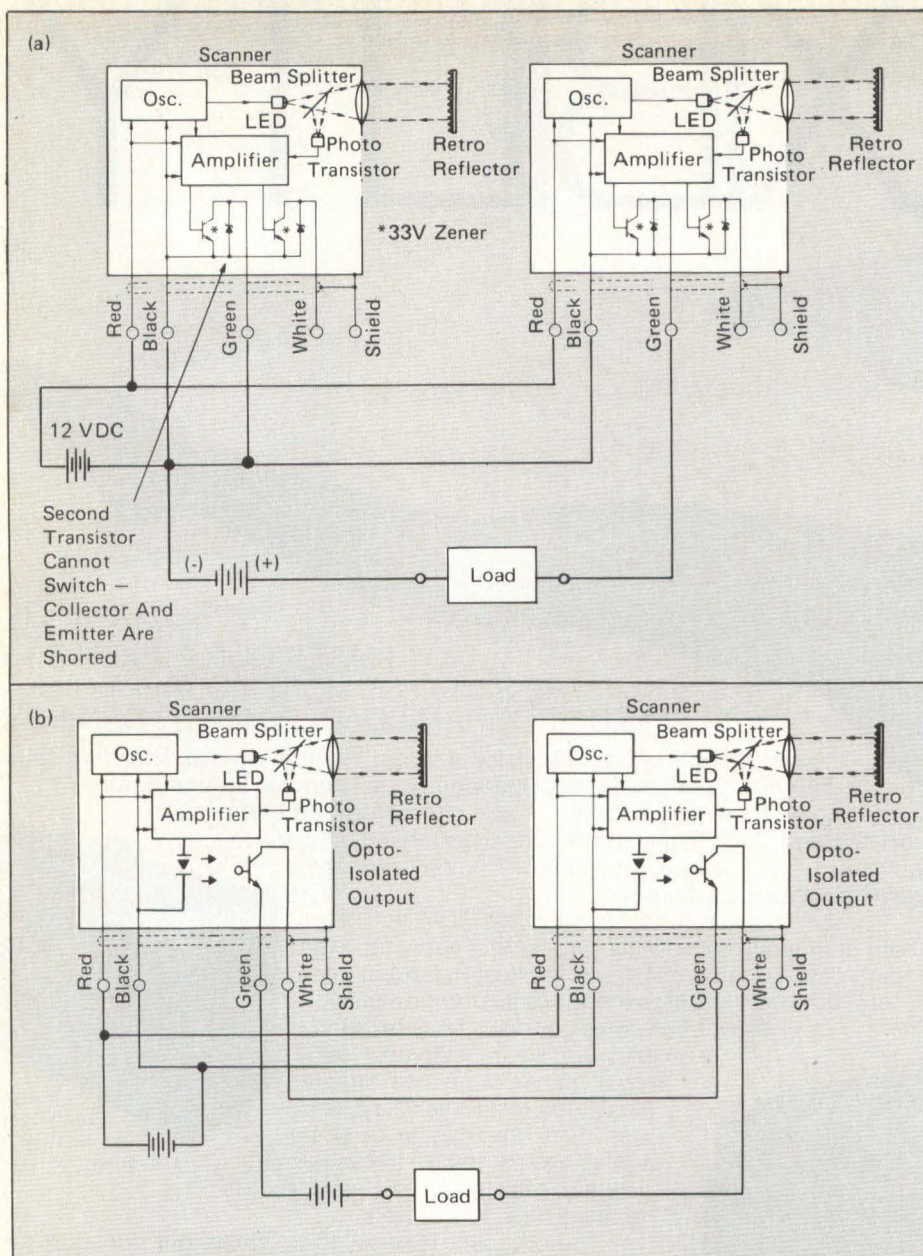 (a)
Scanner
Beam Splitter
Osc.
LED
Amplifier
Photo
Transistor
Retro
Reflector
*
*
*33V Zener
Red
Black
Green
White
Shield
Scanner
Beam Splitter
Osc.
LED
Amplifier
Photo
Transistor
Retro
Reflector
*
*
Red
Black
Green
White
Shield
12 VDC
Second
Transistor
Cannot
Switch —
Collector And
Emitter Are
Shorted
(-)
(+)
Load
(b)
Scanner
Beam Splitter
Osc.
LED
Amplifier
Photo
Transistor
Retro
Reflector
Opto-
Isolated
Output
Red
Black
Green
White
Shield
Scanner
Beam Splitter
Osc.
LED
Amplifier
Photo
Transistor
Retro
Reflector
Opto-
Isolated
Output
Red
Black
Green
White
Shield
Load